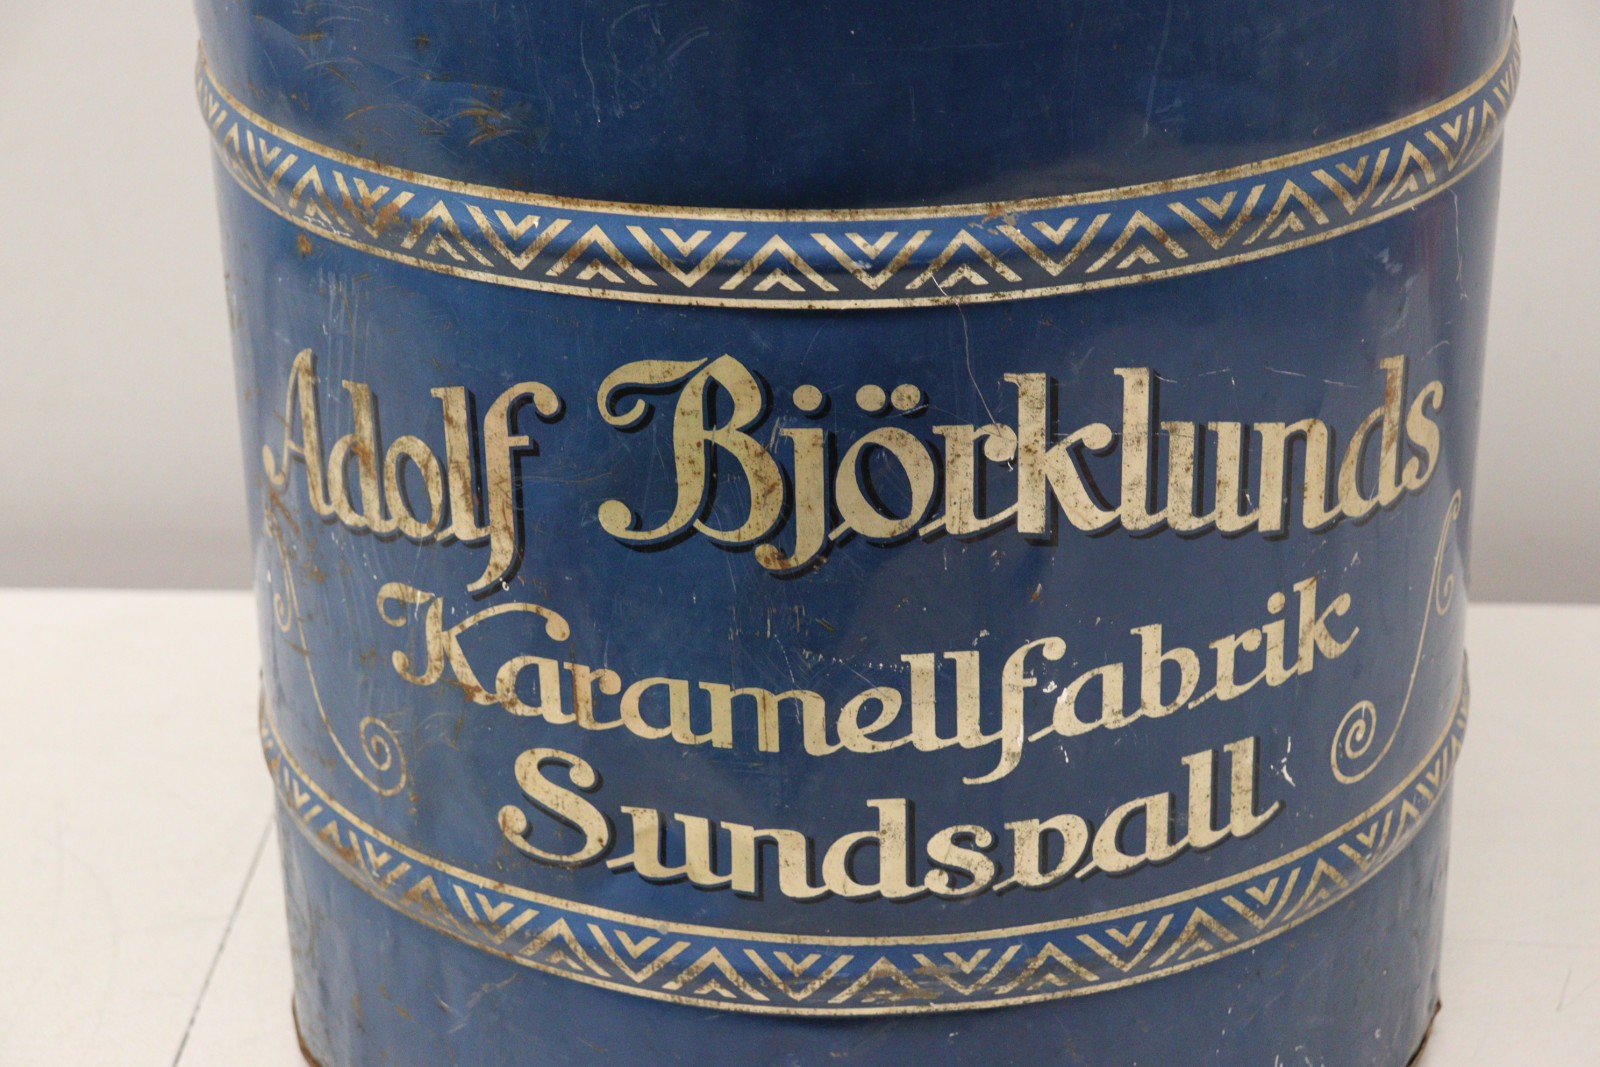 Adolf Björklunds
Karamellfabrik
Sundsvall